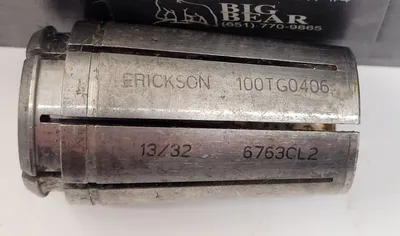 BIG
BEAR
(651) 770-9865
ERICKSON 100TG0406
13/32 6763CL2